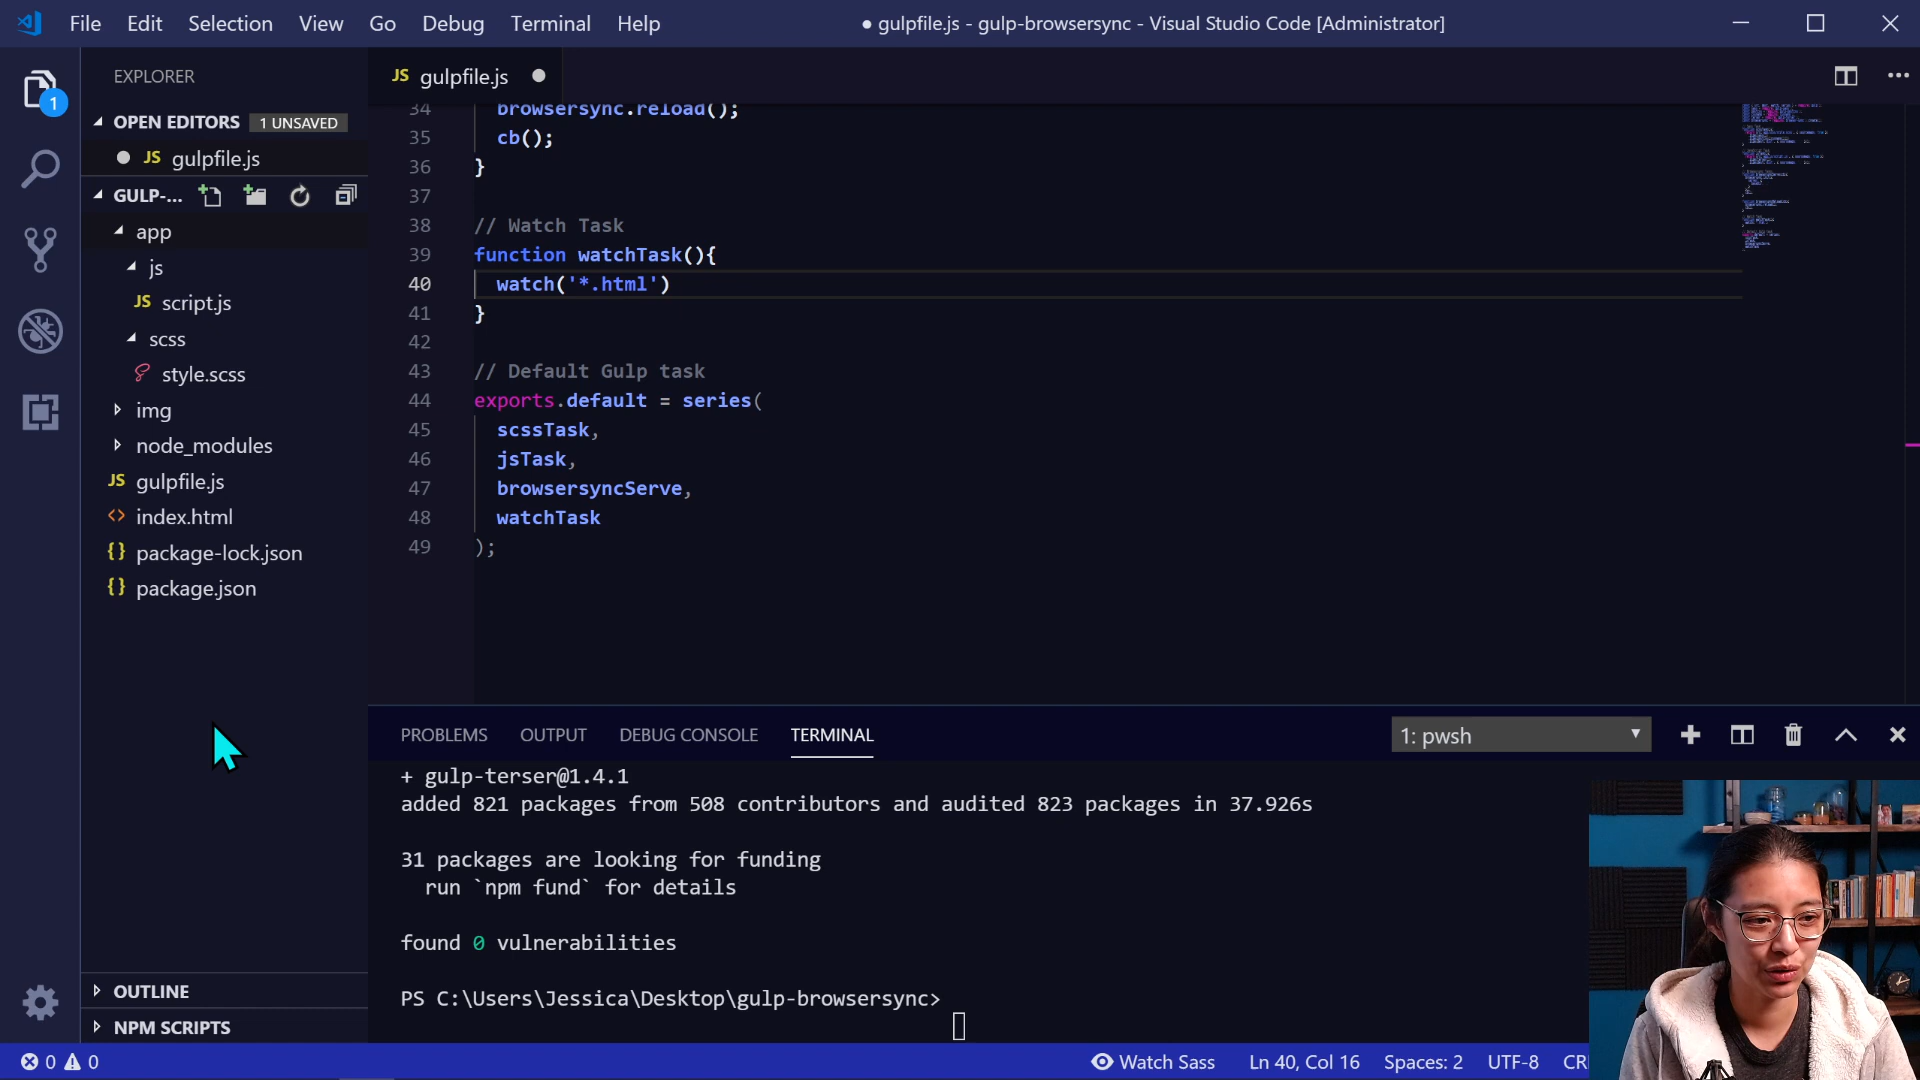 File Edit Selection View Go Debug Terminal Help
● gulpfile.js - gulp-browsersync - Visual Studio Code [Administrator]
EXPLORER
OPEN EDITORS 1 UNSAVED
JS gulpfile.js
GULP-...
app
js
JS script.js
scss
style.scss
img
node_modules
JS gulpfile.js
<> index.html
{} package-lock.json
{} package.json
OUTLINE
NPM SCRIPTS
1
JS gulpfile.js
34 browsersync.reload();
35 cb();
36 }
37
38 // Watch Task
39 function watchTask(){
40 watch('*.html')
41 }
42
43 // Default Gulp task
44 exports.default = series(
45 scssTask,
46 jsTask,
47 browsersyncServe,
48 watchTask
49 );
PROBLEMS OUTPUT DEBUG CONSOLE TERMINAL 1: pwsh
+ gulp-terser@1.4.1
added 821 packages from 508 contributors and audited 823 packages in 37.926s
31 packages are looking for funding
run `npm fund` for details
found 0 vulnerabilities
PS C:\Users\Jessica\Desktop\gulp-browsersync>
0 0 Watch Sass Ln 40, Col 16 Spaces: 2 UTF-8 CR